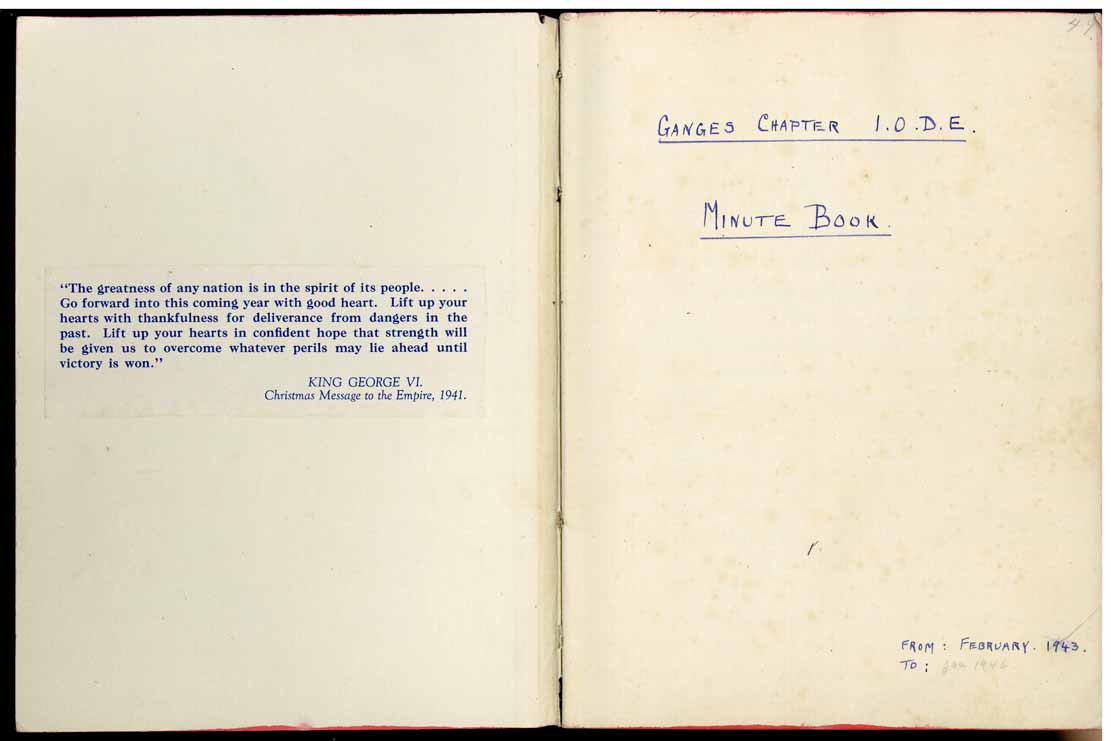 “The greatness of any nation is in the spirit of its people. . . . .
Go forward into this coming year with good heart. Lift up your
hearts with thankfulness for deliverance from dangers in the
past. Lift up your hearts in confident hope that strength will
be given us to overcome whatever perils may lie ahead until
victory is won.”
KING GEORGE VI.
Christmas Message to the Empire, 1941.
GANGES CHAPTER I.O.D.E.
MINUTE BOOK.
FROM: FEBRUARY. 1943.
TO: 1946